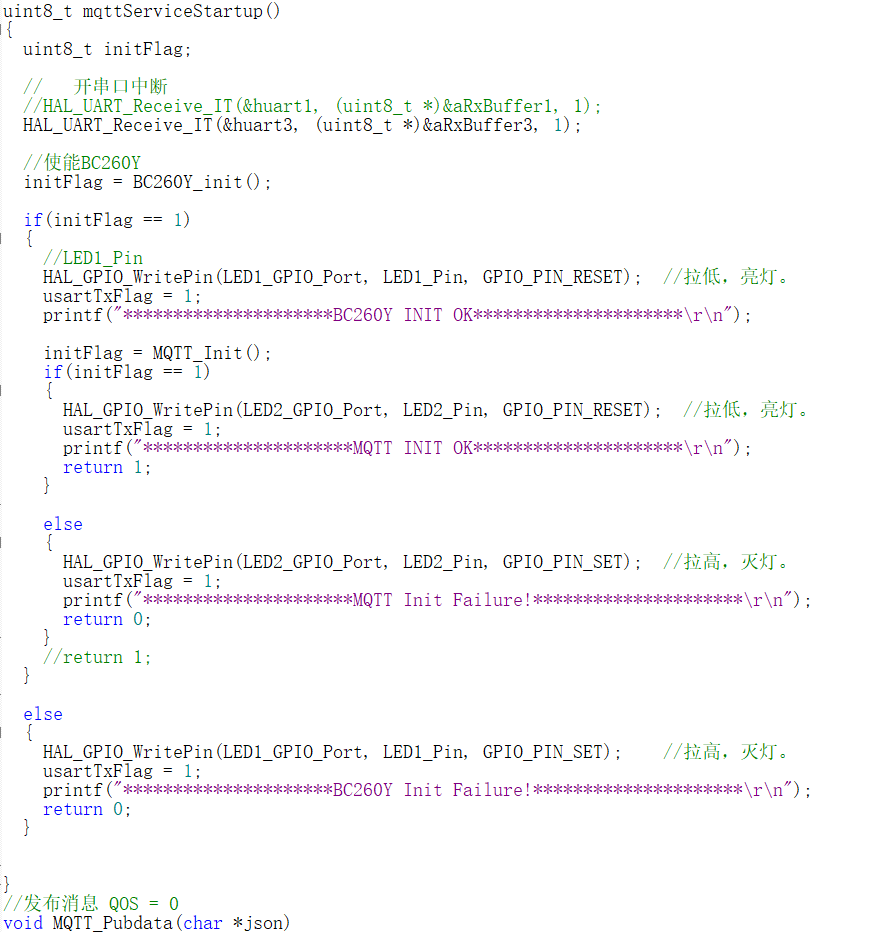 uint8_t mqttServiceStartup()
{
  uint8_t initFlag;
  //   开串口中断
  //HAL_UART_Receive_IT(&huart1, (uint8_t *)&aRxBuffer1, 1);
  HAL_UART_Receive_IT(&huart3, (uint8_t *)&aRxBuffer3, 1);
  //使能BC260Y
  initFlag = BC260Y_init();
  if(initFlag == 1)
  {
    //LED1_Pin
    HAL_GPIO_WritePin(LED1_GPIO_Port, LED1_Pin, GPIO_PIN_RESET);  //拉低，亮灯。
    usartTxFlag = 1;
    printf("*********************BC260Y INIT OK*********************\r\n");
    initFlag = MQTT_Init();
    if(initFlag == 1)
    {
      HAL_GPIO_WritePin(LED2_GPIO_Port, LED2_Pin, GPIO_PIN_RESET);  //拉低，亮灯。
      usartTxFlag = 1;
      printf("*********************MQTT INIT OK*********************\r\n");
      return 1;
    }
    else
    {
      HAL_GPIO_WritePin(LED2_GPIO_Port, LED2_Pin, GPIO_PIN_SET);  //拉高，灭灯。
      usartTxFlag = 1;
      printf("*********************MQTT Init Failure!*********************\r\n");
      return 0;
    }
    //return 1;
  }
  else
  {
    HAL_GPIO_WritePin(LED1_GPIO_Port, LED1_Pin, GPIO_PIN_SET);    //拉高，灭灯。
    usartTxFlag = 1;
    printf("*********************BC260Y Init Failure!*********************\r\n");
    return 0;
  }
}
//发布消息 QOS = 0
void MQTT_Pubdata(char *json)